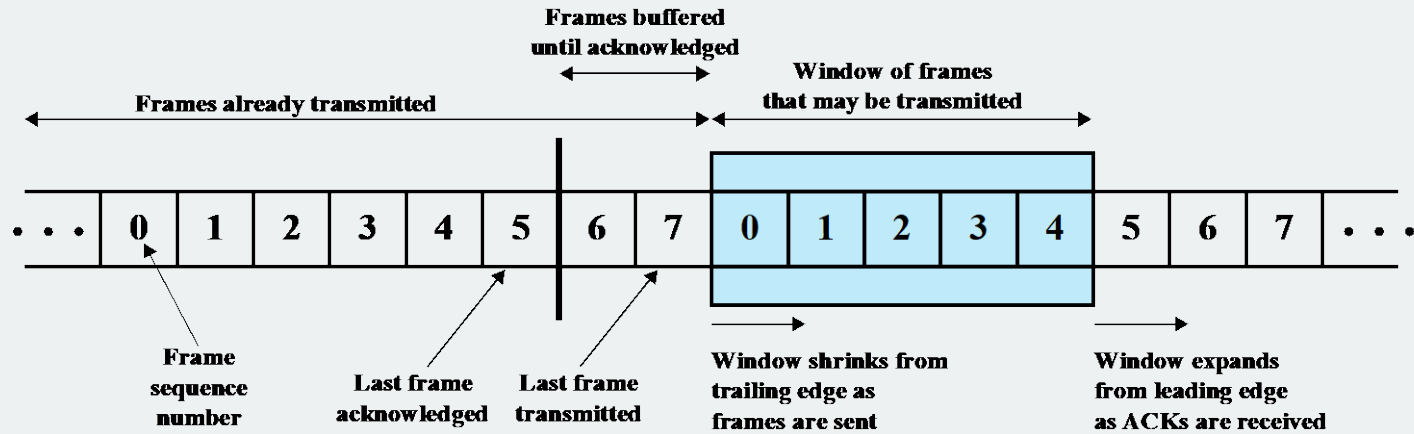 Frames buffered
until acknowledged
Window of frames
that may be transmitted
Frames already transmitted
. . . 0 1 2 3 4 5 6 7 0 1 2 3 4 5 6 7 . . .
Frame
sequence
number
Last frame
acknowledged
Last frame
transmitted
Window shrinks from
trailing edge as
frames are sent
Window expands
from leading edge
as ACKs are received